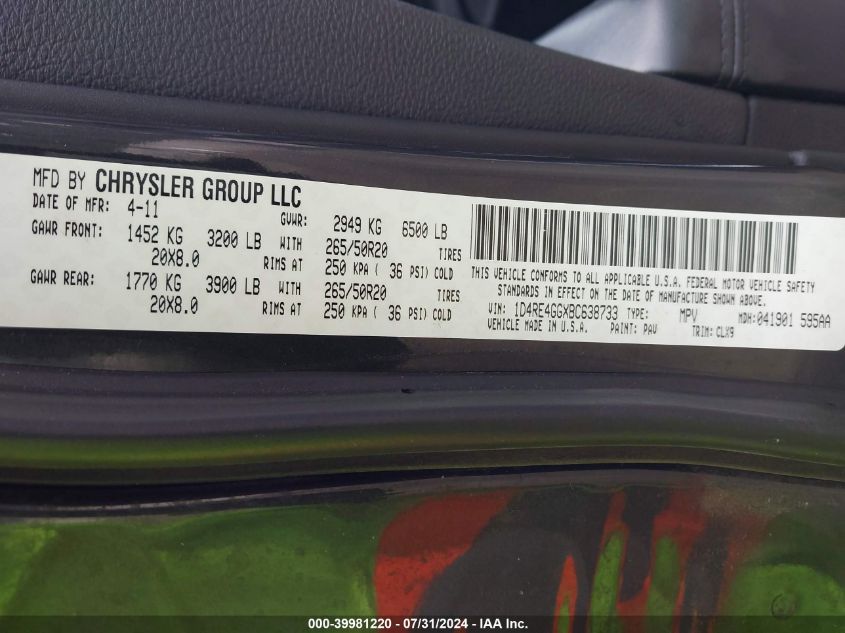 MFD BY CHRYSLER GROUP LLC
DATE OF MFR: 4-11 GVWR: 2949 KG 6500 LB
GAWR FRONT: 1452 KG 3200 LB WITH 265/50R20 TIRES
20X8.0 RIMS AT 250 KPA ( 36 PSI) COLD
GAWR REAR: 1770 KG 3900 LB WITH 265/50R20 TIRES
20X8.0 RIMS AT 250 KPA ( 36 PSI) COLD
THIS VEHICLE CONFORMS TO ALL APPLICABLE U.S.A. FEDERAL MOTOR VEHICLE SAFETY
STANDARDS IN EFFECT ON THE DATE OF MANUFACTURE SHOWN ABOVE.
VIN: 1D4RE4GGXBC638733 TYPE: MPV MDH: 041901 595AA
VEHICLE MADE IN U.S.A. PAINT: PAV TRIM: CLX9
000-39981220 - 07/31/2024 - IAA Inc.